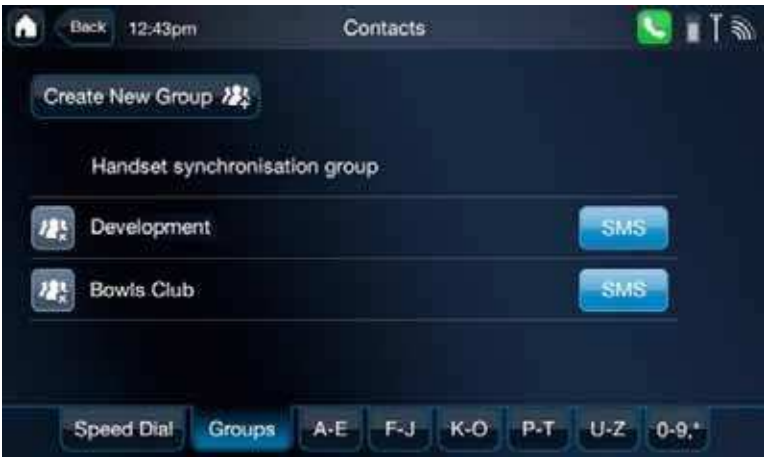 Back 12:43pm Contacts
Create New Group
Handset synchronisation group
Development SMS
Bowls Club SMS
Speed Dial Groups A-E F-J K-O P-T U-Z 0-9,*